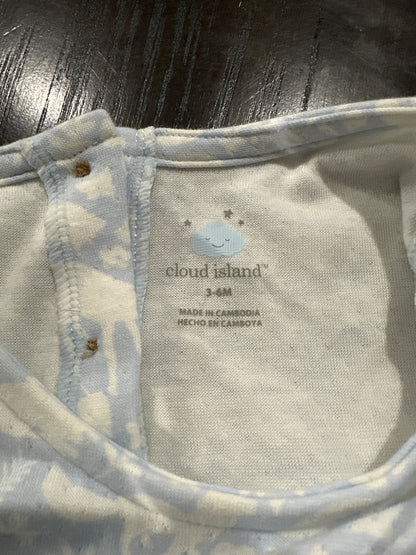 cloud island™
3-6M
MADE IN CAMBODIA
HECHO EN CAMBOYA